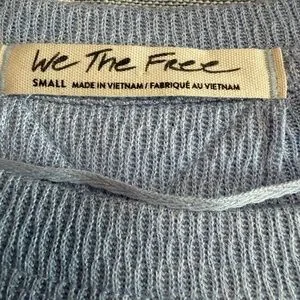 We The Free
SMALL MADE IN VIETNAM / FABRIQUÉ AU VIETNAM